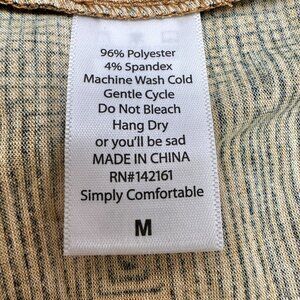 96% Polyester
4% Spandex
Machine Wash Cold
Gentle Cycle
Do Not Bleach
Hang Dry
or you'll be sad
MADE IN CHINA
RN#142161
Simply Comfortable
M